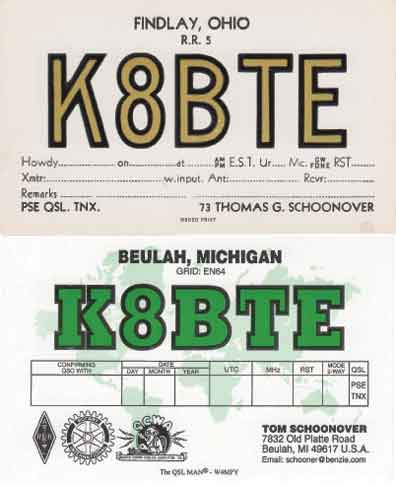 FINDLAY, OHIO
R.R. 5
K8BTE
Howdy..........on..........at..........AM PM E.S.T. Ur..... Mc. CW FONE RST..........
Xmtr:..........w.input. Ant:..........Rcvr:..........
Remarks..........
PSE QSL. TNX. 73 THOMAS G. SCHOONOVER
BEULAH, MICHIGAN
GRID: EN64
K8BTE
CONFIRMING QSO WITH DATE DAY MONTH YEAR UTC MHz RST MODE 2-WAY QSL
PSE
TNX
TOM SCHOONOVER
7832 Old Platte Road
Beulah, MI 49617 U.S.A.
Email: schooner@benzie.com
The QSL MAN® - W4MPY